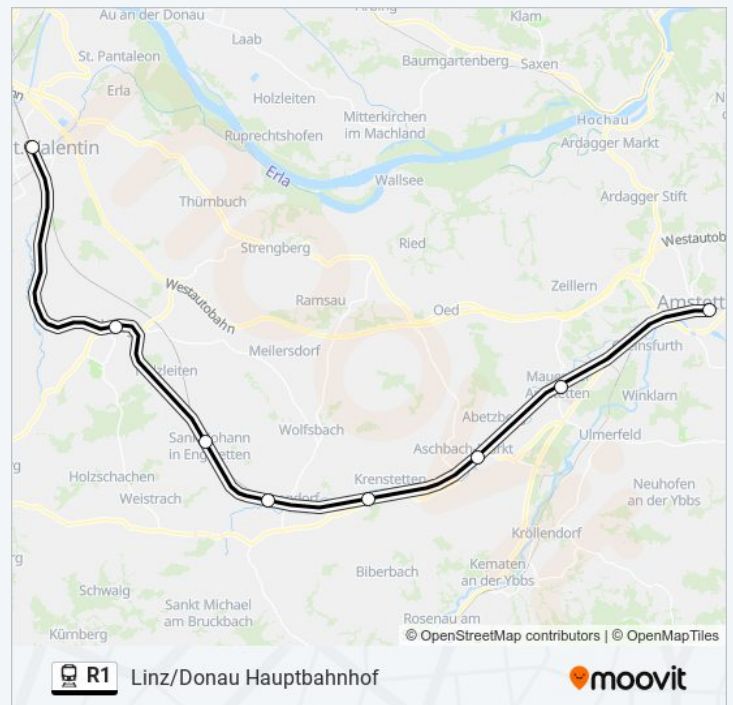 Au an der Donau
Klam
Laab
Baumgartenberg
Saxen
St. Pantaleon
Erla
Holzleiten
Mitterkirchen
im Machland
Hochau
Ardagger Markt
Ruprechtshofen
t. Valentin
Erla
Wallsee
Thürnbuch
Ardagger Stift
Strengberg
Ried
Westautob
Zeillern
Westautobahn
Ramsau
Oed
Amstett
Meilersdorf
Winklarn
Abetzb
Wolfsbach
Aschbach-Markt
Ulmerfeld
in Eng
Holzschachen
Weistrach
Krenstetten
Neuhofen
an der Ybbs
Kröllendorf
Biberbach
Kematen
an der Ybbs
Schwaig
Sankt Michael
am Bruckbach
Kürnberg
Rosenau am
© OpenStreetMap contributors | © OpenMapTiles
R1 Linz/Donau Hauptbahnhof
moovit